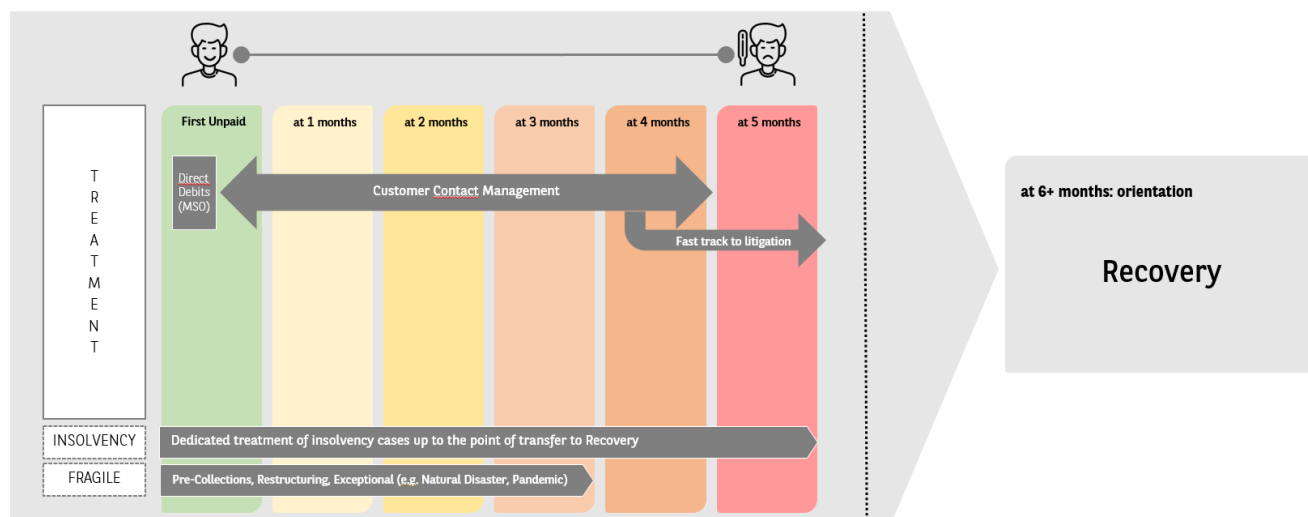 First Unpaid
at 1 months
at 2 months
at 3 months
at 4 months
at 5 months
T
R
E
A
T
M
E
N
T
Direct
Debits
(MSO)
Customer Contact Management
Fast track to litigation
INSOLVENCY
Dedicated treatment of insolvency cases up to the point of transfer to Recovery
FRAGILE
Pre-Collections, Restructuring, Exceptional (e.g. Natural Disaster, Pandemic)
at 6+ months: orientation
Recovery